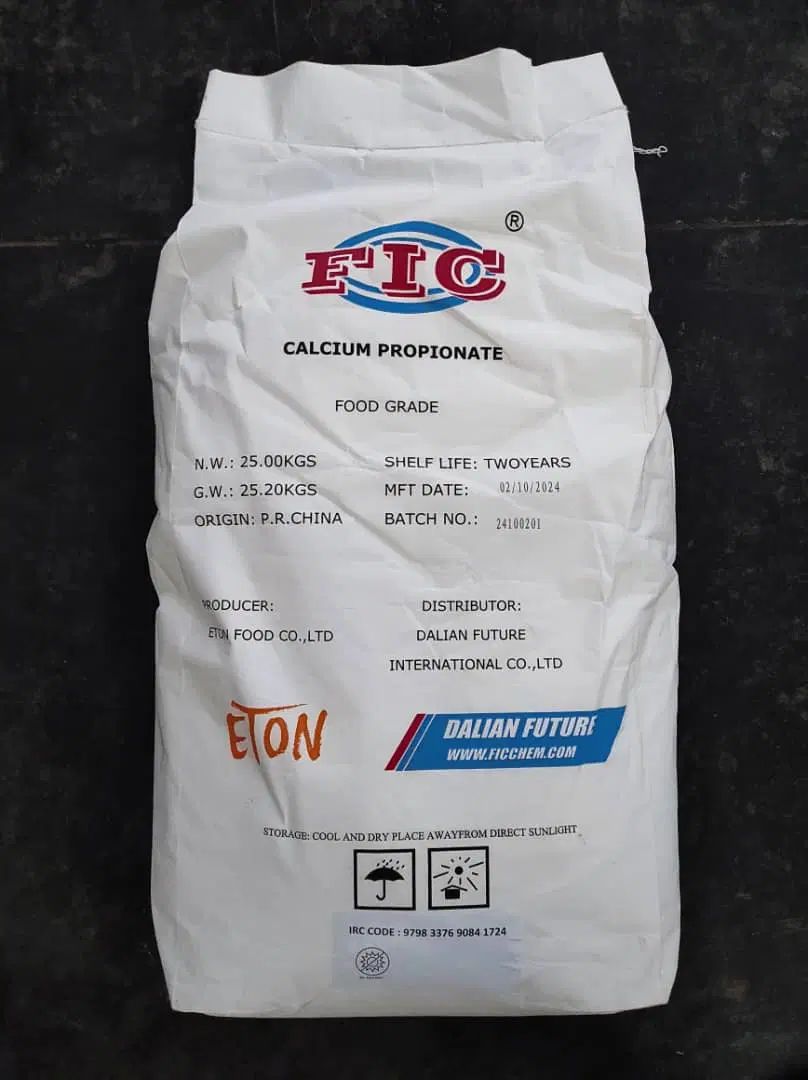 FIC ®
CALCIUM PROPIONATE
FOOD GRADE
N.W.: 25.00KGS
G.W.: 25.20KGS
ORIGIN: P.R.CHINA
SHELF LIFE: TWOYEARS
MFT DATE: 02/10/2024
BATCH NO.: 24100201
PRODUCER:
ETON FOOD CO.,LTD
DISTRIBUTOR:
DALIAN FUTURE
INTERNATIONAL CO.,LTD
ETON
DALIAN FUTURE
WWW.FICCHEM.COM
STORAGE: COOL AND DRY PLACE AWAYFROM DIRECT SUNLIGHT
IRC CODE : 9798 3376 9084 1724